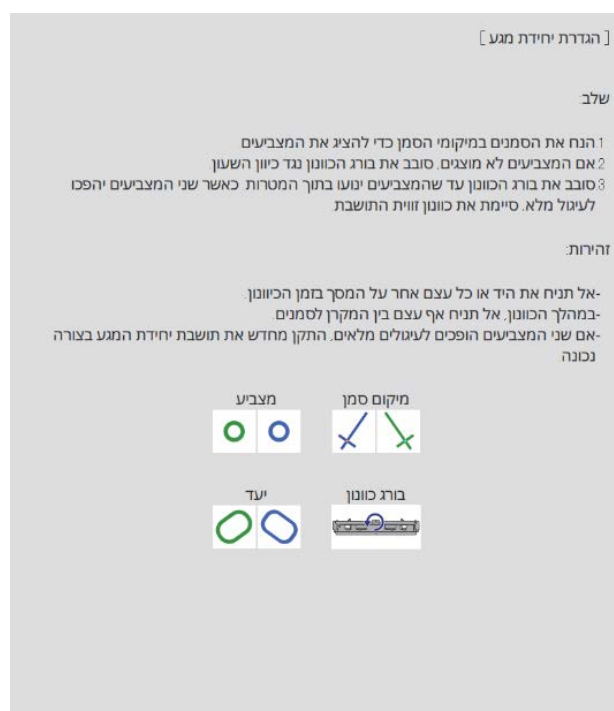 [ הגדרת יחידת מגע ]
שלב:
1.הנח את הסמנים במיקומי הסמן כדי להציג את המצביעים
2.אם המצביעים לא מוצגים, סובב את בורג הכוונון נגד כיוון השעון
3.סובב את בורג הכוונון עד שהמצביעים ינועו בתוך המטרות. כאשר שני המצביעים יהפכו
לעיגול מלא, סיימת את כוונון זווית התושבת
זהירות:
-אל תניח את היד או כל עצם אחר על המסך בזמן הכיוונון.
-במהלך הכוונון, אל תניח אף עצם בין המקרן לסמנים.
-אם שני המצביעים הופכים לעיגולים מלאים, התקן מחדש את תושבת יחידת המגע בצורה
נכונה
מיקום סמן מצביע
בורג כוונון יעד